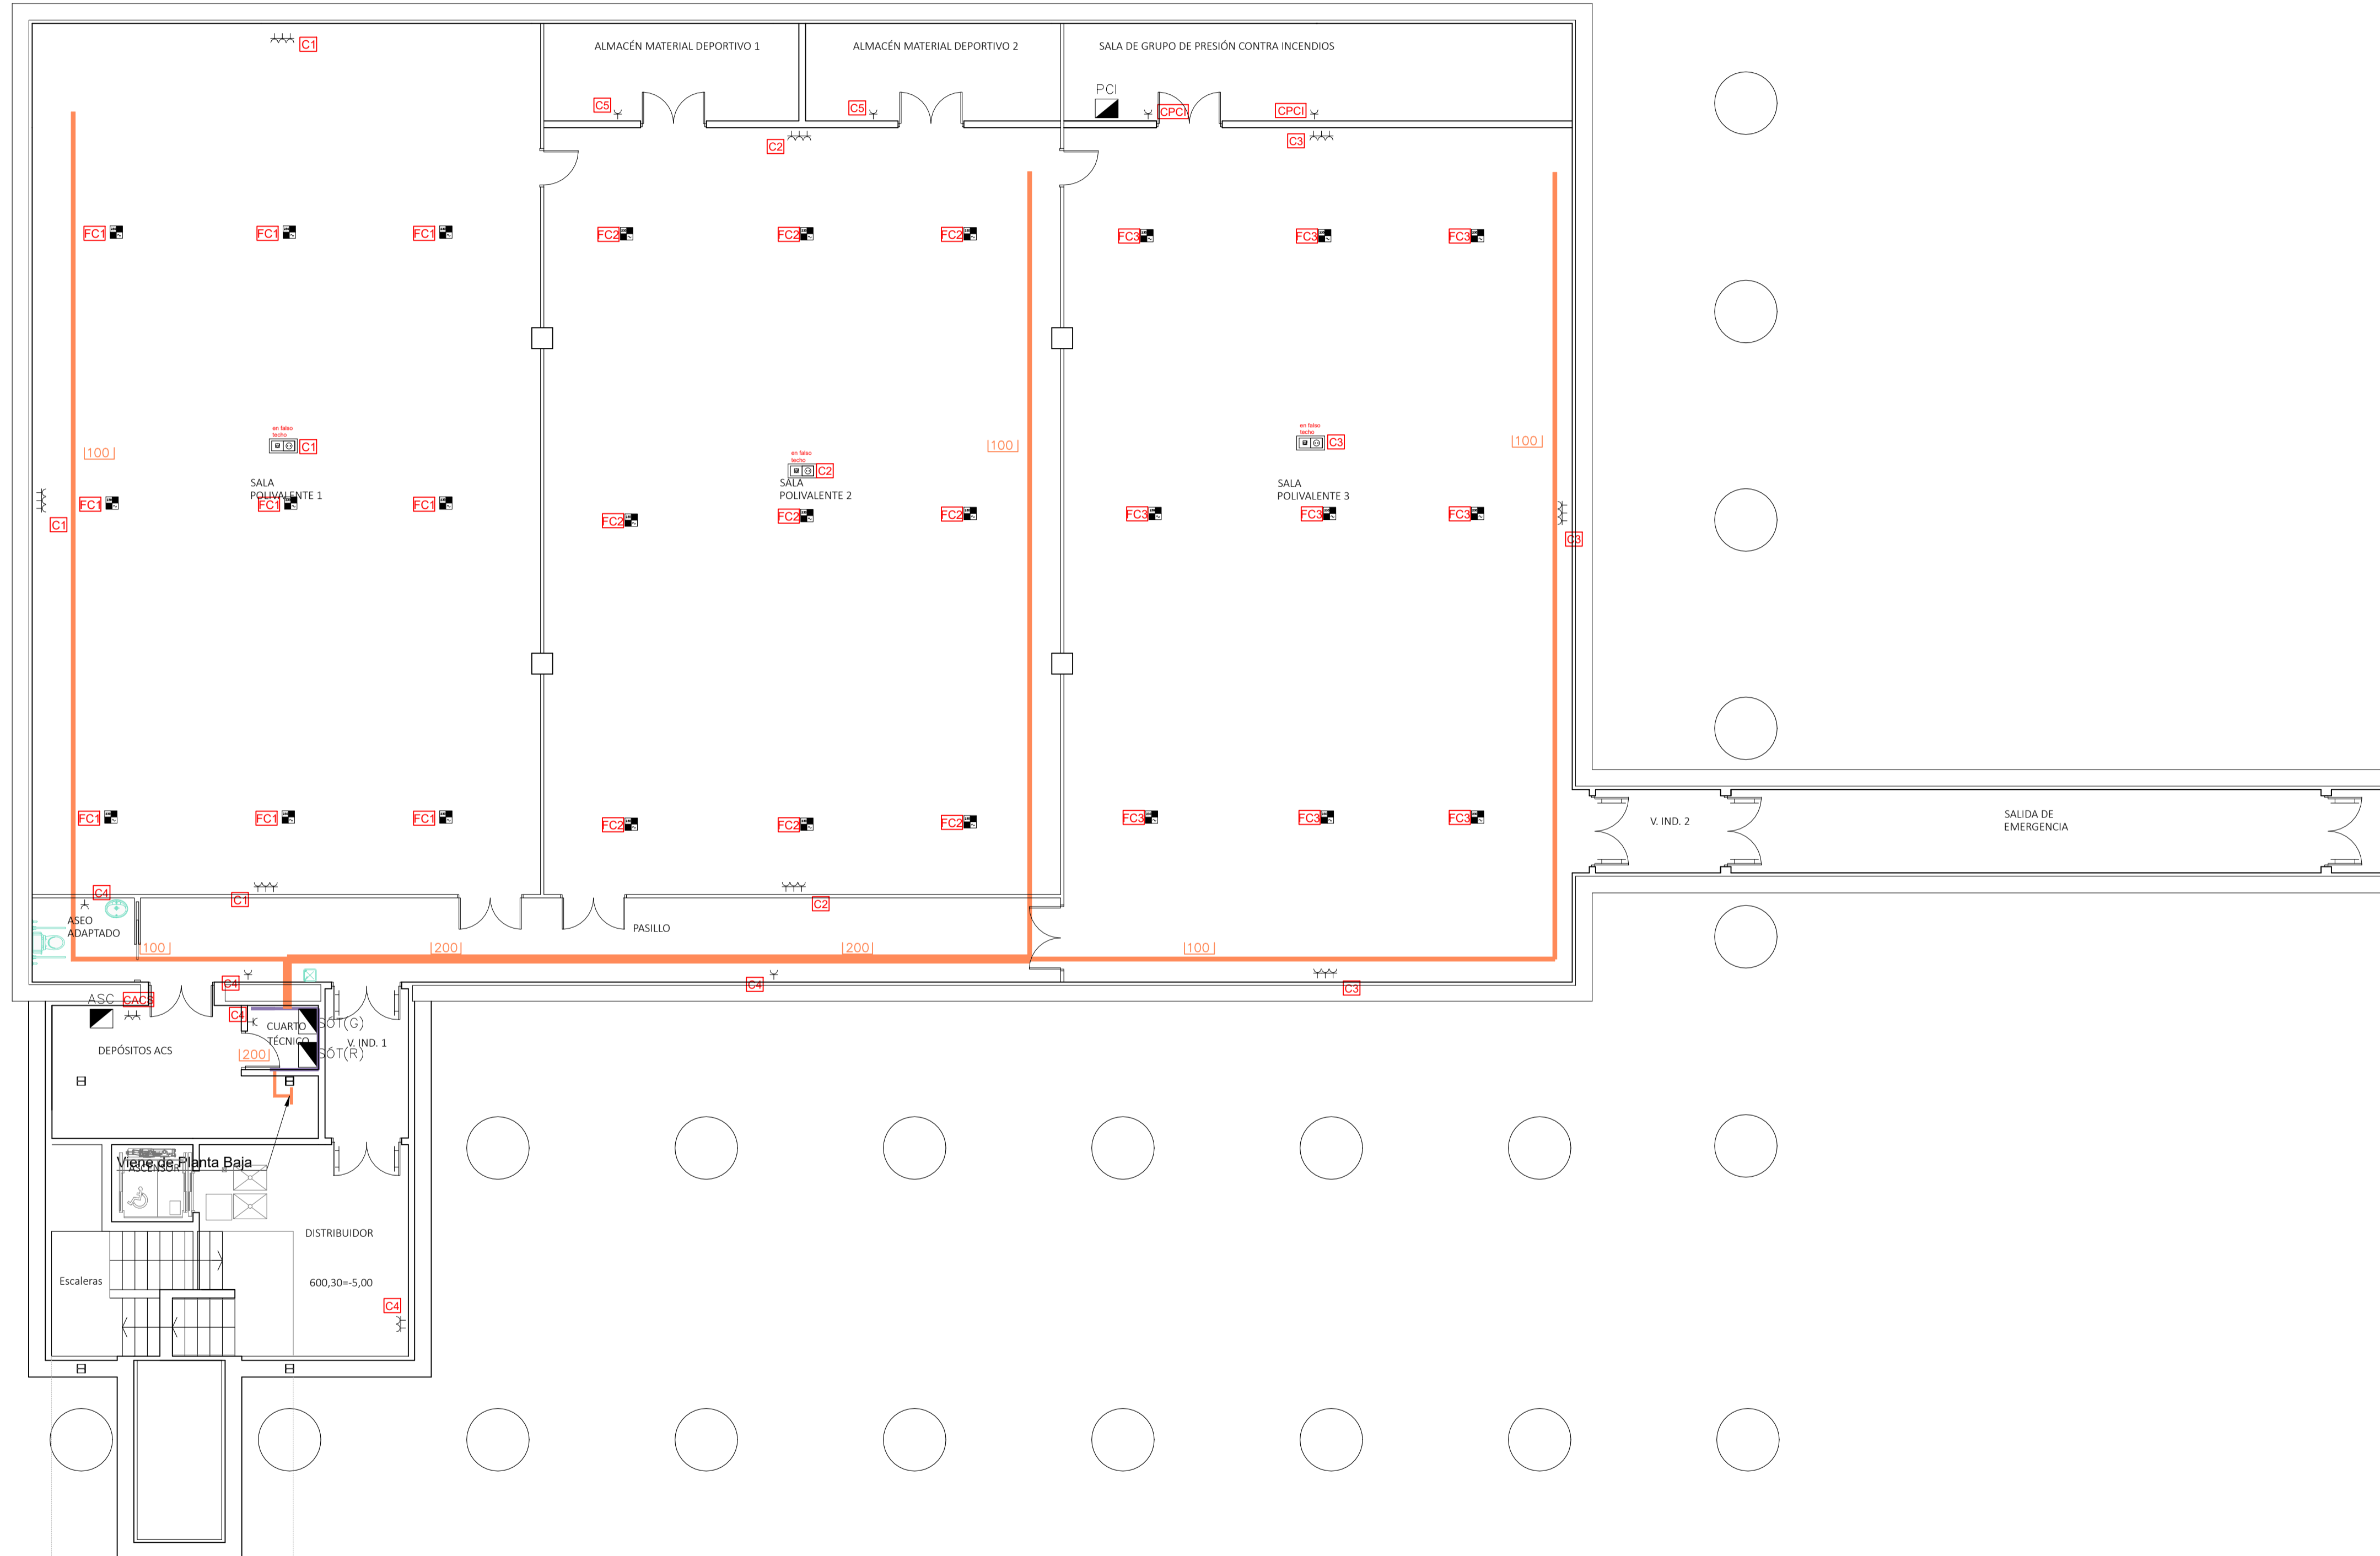 C1
ALMACÉN MATERIAL DEPORTIVO 1
ALMACÉN MATERIAL DEPORTIVO 2
SALA DE GRUPO DE PRESIÓN CONTRA INCENDIOS
PCI
C5
C5
CPCI
CPCI
C2
C3
FC1
FC1
FC1
FC2
FC2
FC2
FC3
FC3
FC3
en falso
techo
C1
en falso
techo
C2
en falso
techo
C3
100
100
100
SALA
POLIVALENTE 1
SALA
POLIVALENTE 2
SALA
POLIVALENTE 3
C1
FC1
FC1
FC1
FC2
FC2
FC2
FC3
FC3
FC3
C3
FC1
FC1
FC1
FC2
FC2
FC2
FC3
FC3
FC3
V. IND. 2
SALIDA DE
EMERGENCIA
C4
C1
C2
ASEO
ADAPTADO
PASILLO
100
200
200
100
C4
C4
C3
ASC
CACS
C4
CUARTO
TÉCNICO
SÓT(G)
SÓT(R)
V. IND. 1
DEPÓSITOS ACS
200
Viene de Planta Baja
ASCENSOR
DISTRIBUIDOR
Escaleras
600,30=-5,00
C4